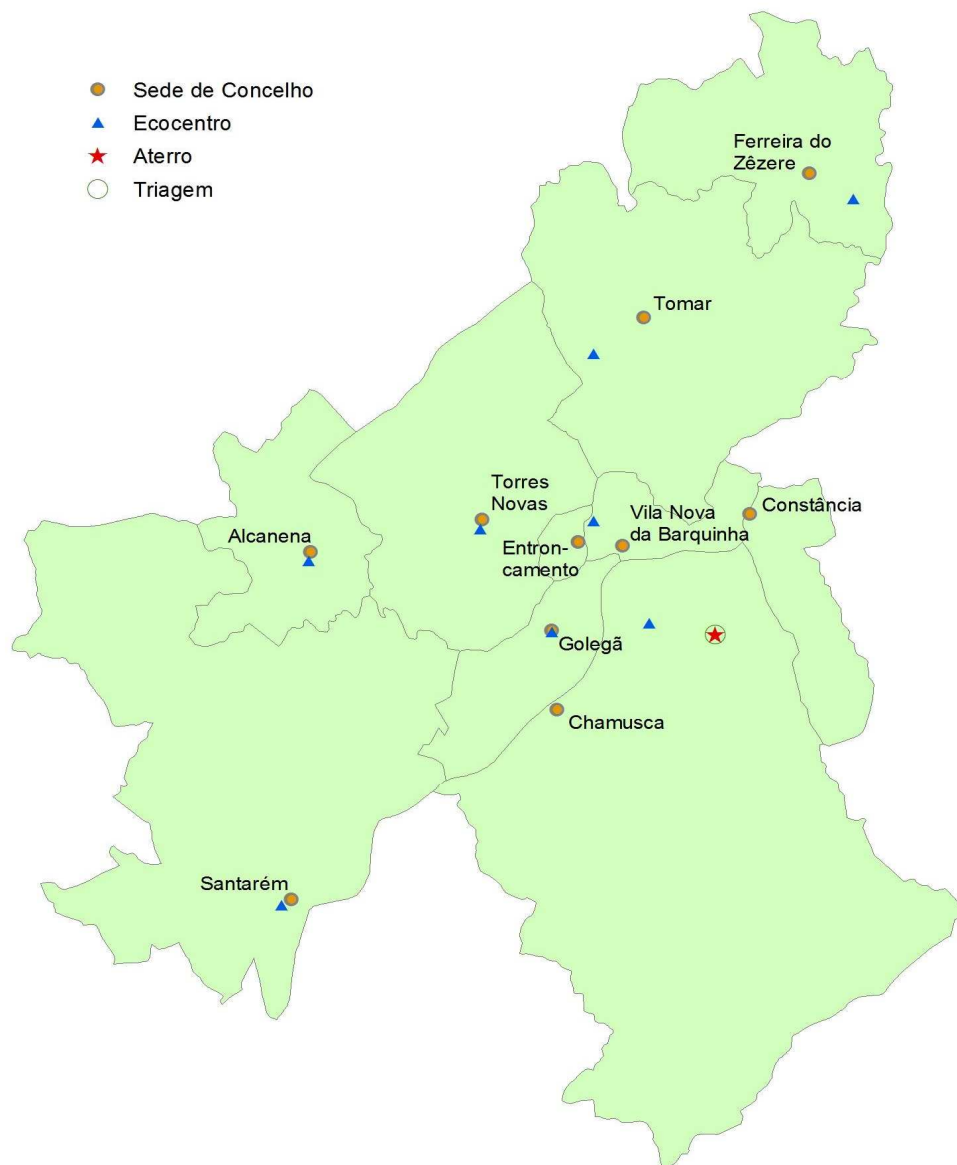 Sede de Concelho
Ecocentro
Aterro
Triagem
Ferreira do
Zêzere
Tomar
Torres
Novas
Vila Nova
da Barquinha
Constância
Alcanena
Entron-
camento
Golegã
Chamusca
Santarém